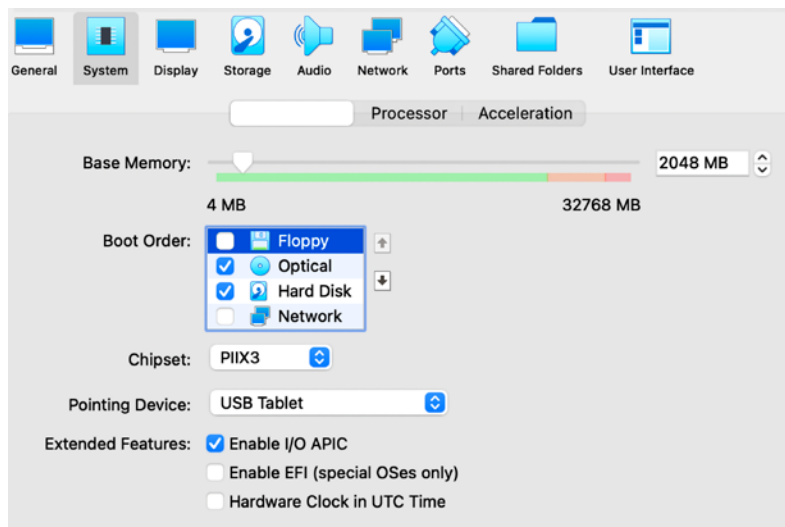 General System Display Storage Audio Network Ports Shared Folders User Interface
Processor Acceleration
Base Memory: 2048 MB
4 MB 32768 MB
Boot Order: Floppy
Optical
Hard Disk
Network
Chipset: PIIX3
Pointing Device: USB Tablet
Extended Features: Enable I/O APIC
Enable EFI (special OSes only)
Hardware Clock in UTC Time